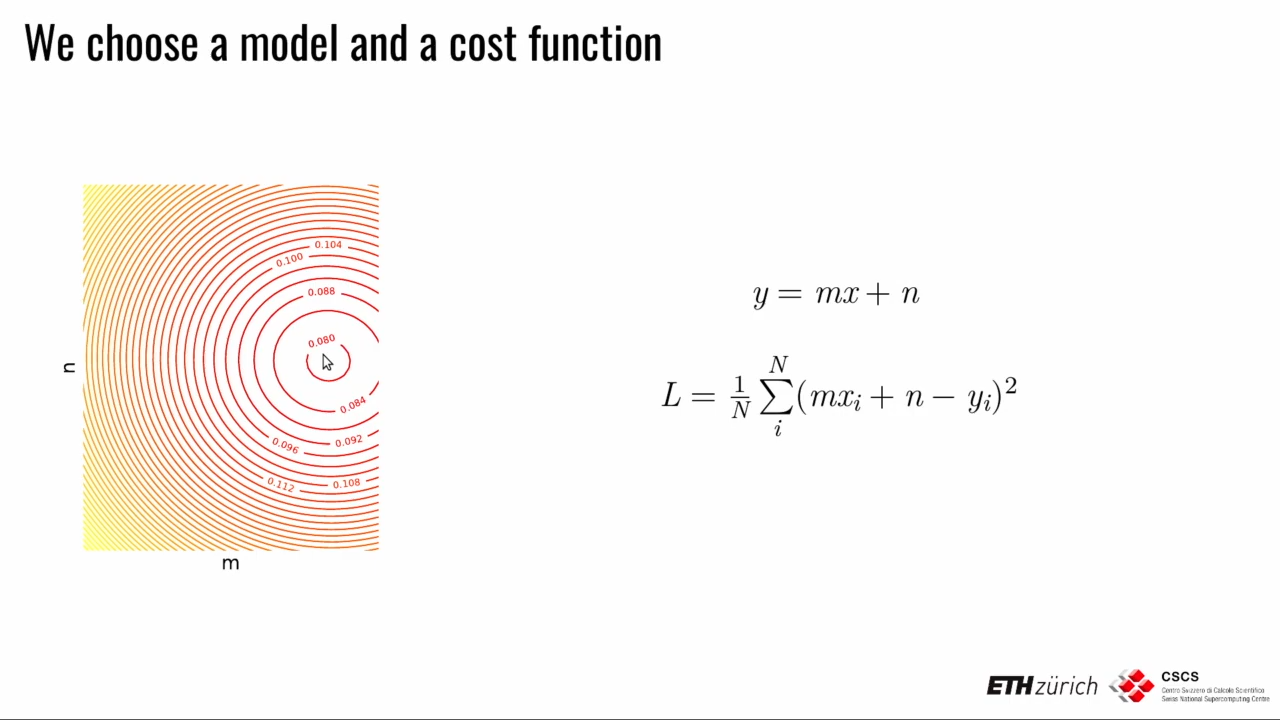 We choose a model and a cost function
0.104
0.100
0.088
0.080
0.084
0.092
0.096
0.112
0.108
n
m
y = mx + n
L = \frac{1}{N} \sum_{i}^{N} (mx_i + n - y_i)^2
ETH zürich
CSCS
Centro Svizzero di Calcolo Scientifico
Swiss National Supercomputing Centre